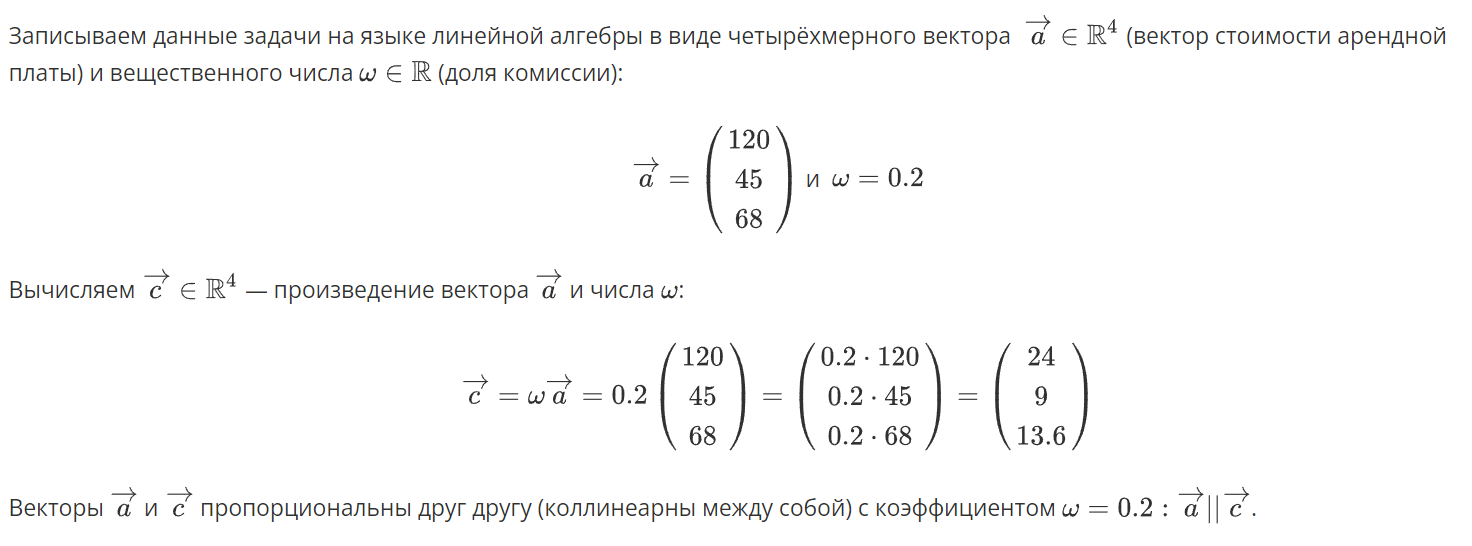 Записываем данные задачи на языке линейной алгебры в виде четырёхмерного вектора $\overrightarrow{a} \in \mathbb{R}^4$ (вектор стоимости арендной
платы) и вещественного числа $\omega \in \mathbb{R}$ (доля комиссии):
$\overrightarrow{a} = \begin{pmatrix} 120 \\ 45 \\ 68 \end{pmatrix}$ и $\omega = 0.2$
Вычисляем $\overrightarrow{c} \in \mathbb{R}^4$ — произведение вектора $\overrightarrow{a}$ и числа $\omega$:
$\overrightarrow{c} = \omega \overrightarrow{a} = 0.2 \begin{pmatrix} 120 \\ 45 \\ 68 \end{pmatrix} = \begin{pmatrix} 0.2 \cdot 120 \\ 0.2 \cdot 45 \\ 0.2 \cdot 68 \end{pmatrix} = \begin{pmatrix} 24 \\ 9 \\ 13.6 \end{pmatrix}$
Векторы $\overrightarrow{a}$ и $\overrightarrow{c}$ пропорциональны друг другу (коллинеарны между собой) с коэффициентом $\omega = 0.2 : \overrightarrow{a} || \overrightarrow{c}$.